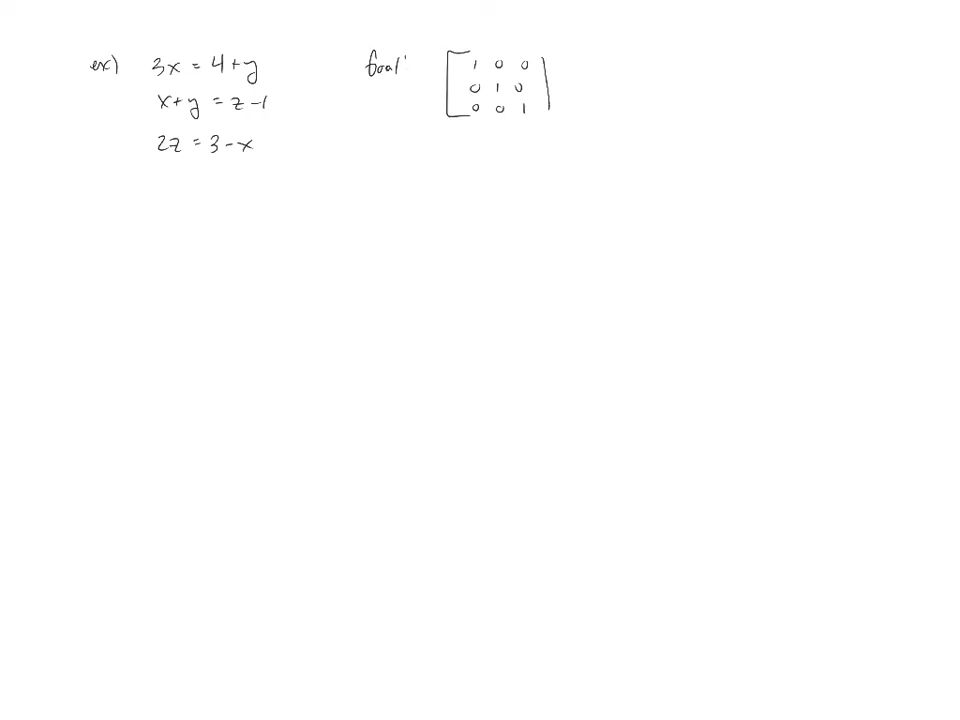 ex) 3x = 4 + y
x + y = z - 1
2z = 3 - x
Goal:
1 0 0
0 1 0
0 0 1